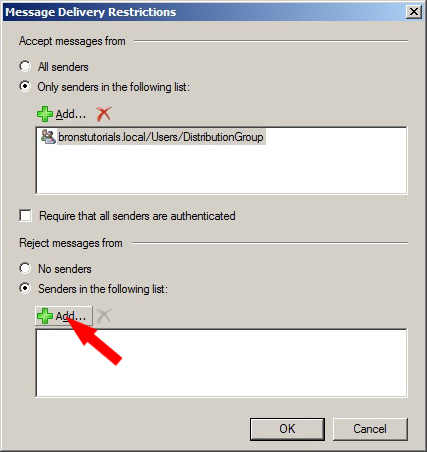 Message Delivery Restrictions
Accept messages from
All senders
Only senders in the following list:
Add...
bronstutorials.local/Users/DistributionGroup
Require that all senders are authenticated
Reject messages from
No senders
Senders in the following list:
Add...
OK
Cancel